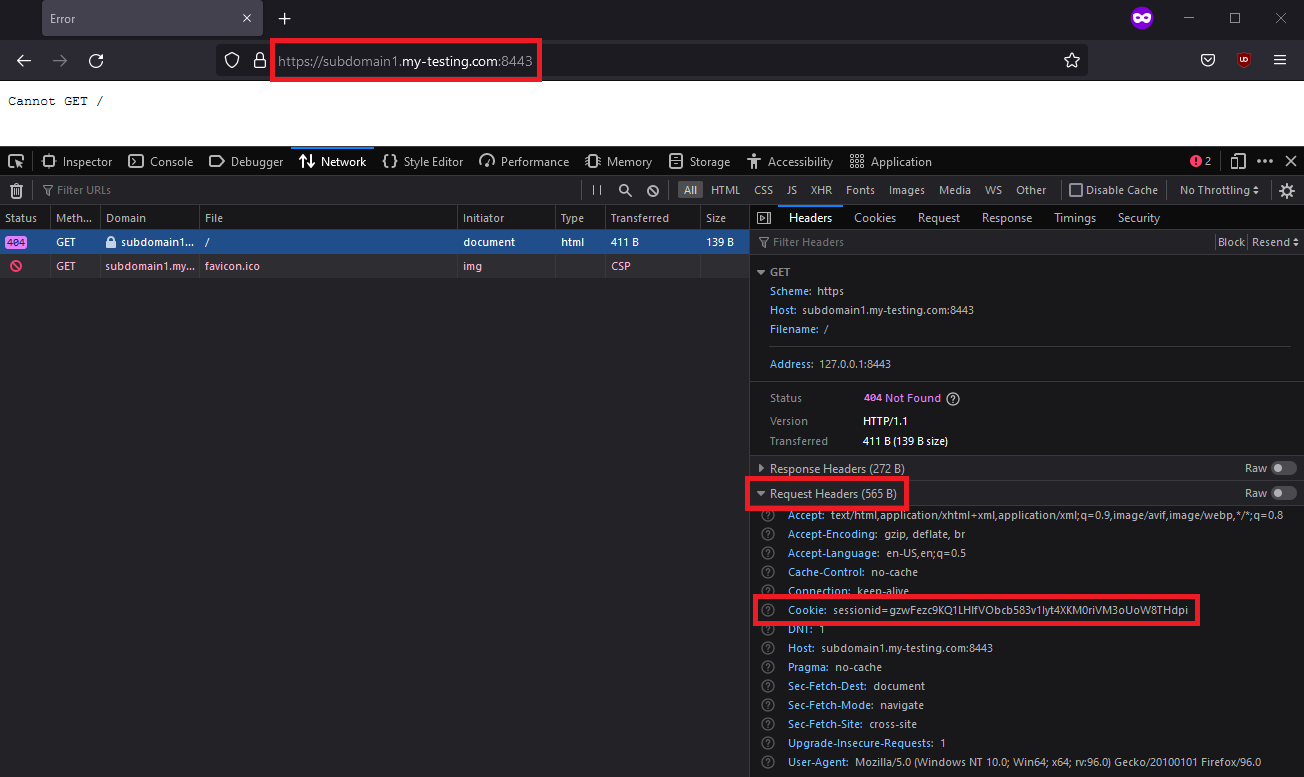 Error
https://subdomain1.my-testing.com:8443
Cannot GET /
Inspector Console Debugger Network Style Editor Performance Memory Storage Accessibility Application 2
Filter URLs All HTML CSS JS XHR Fonts Images Media WS Other Disable Cache No Throttling
Status Meth... Domain File Initiator Type Transferred Size
404 GET subdomain1... / document html 411 B 139 B
GET subdomain1.my... favicon.ico img CSP
Headers Cookies Request Response Timings Security
Filter Headers Block Resend
GET
Scheme: https
Host: subdomain1.my-testing.com:8443
Filename: /
Address: 127.0.0.1:8443
Status 404 Not Found
Version HTTP/1.1
Transferred 411 B (139 B size)
Response Headers (272 B) Raw
Request Headers (565 B) Raw
Accept: text/html,application/xhtml+xml,application/xml;q=0.9,image/avif,image/webp,*/*;q=0.8
Accept-Encoding: gzip, deflate, br
Accept-Language: en-US,en;q=0.5
Cache-Control: no-cache
Connection: keep-alive
Cookie: sessionid=gzwFezc9KQ1LHIfVObcb583v1Iyt4XKM0riVM3oUoW8THdpi
DNT: 1
Host: subdomain1.my-testing.com:8443
Pragma: no-cache
Sec-Fetch-Dest: document
Sec-Fetch-Mode: navigate
Sec-Fetch-Site: cross-site
Upgrade-Insecure-Requests: 1
User-Agent: Mozilla/5.0 (Windows NT 10.0; Win64; x64; rv:96.0) Gecko/20100101 Firefox/96.0